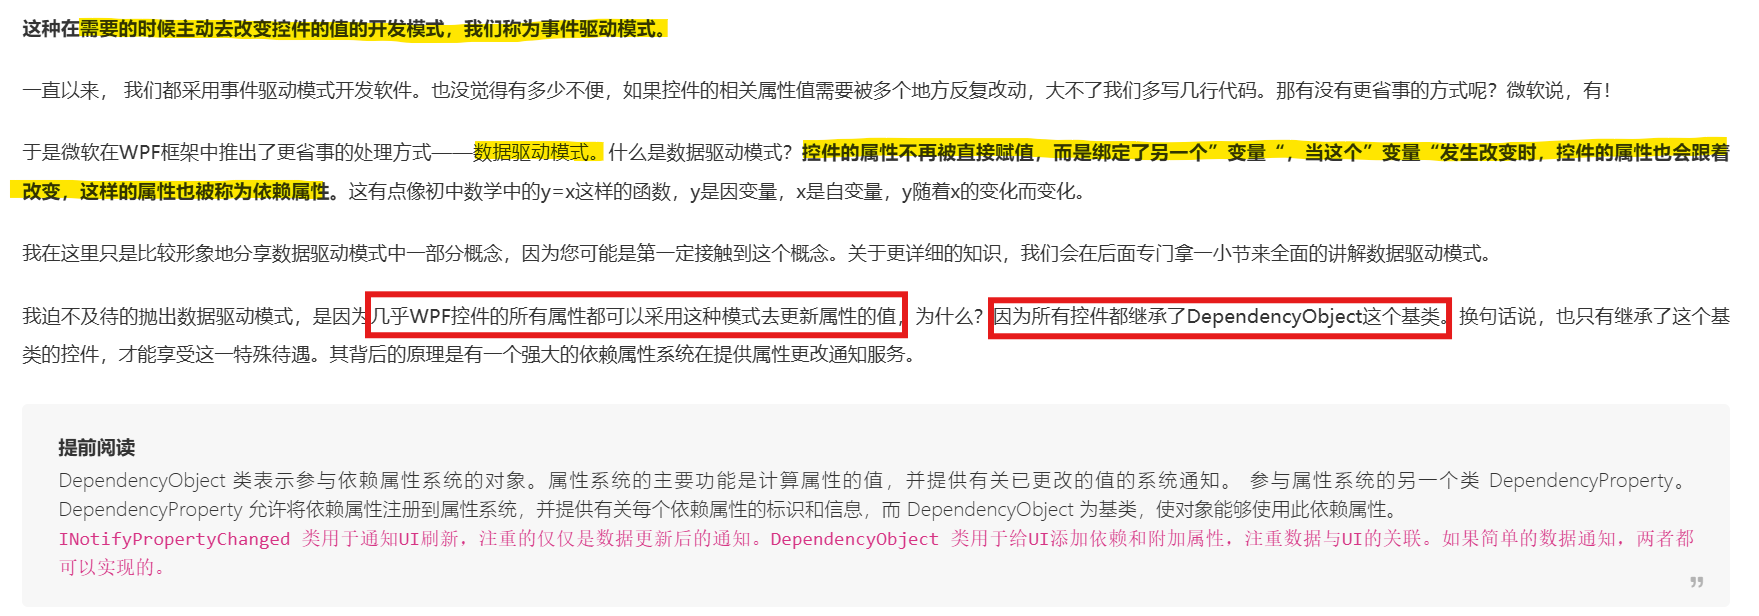 这种在需要的时候主动去改变控件的值的开发模式，我们称为事件驱动模式。
一直以来， 我们都采用事件驱动模式开发软件。也没觉得有多少不便，如果控件的相关属性值需要被多个地方反复改动，大不了我们多写几行代码。那有没有更省事的方式呢？微软说，有！
于是微软在WPF框架中推出了更省事的处理方式——数据驱动模式。什么是数据驱动模式？控件的属性不再被直接赋值，而是绑定了另一个”变量“，当这个”变量“发生改变时，控件的属性也会跟着
改变，这样的属性也被称为依赖属性。这有点像初中数学中的y=x这样的函数，y是因变量，x是自变量，y随着x的变化而变化。
我在这里只是比较形象地分享数据驱动模式中一部分概念，因为您可能是第一定接触到这个概念。关于更详细的知识，我们会在后面专门拿一小节来全面的讲解数据驱动模式。
我迫不及待的抛出数据驱动模式，是因为几乎WPF控件的所有属性都可以采用这种模式去更新属性的值，为什么？因为所有控件都继承了DependencyObject这个基类。换句话说，也只有继承了这个基
类的控件，才能享受这一特殊待遇。其背后的原理是有一个强大的依赖属性系统在提供属性更改通知服务。
提前阅读
DependencyObject 类表示参与依赖属性系统的对象。属性系统的主要功能是计算属性的值，并提供有关已更改的值的系统通知。 参与属性系统的另一个类 DependencyProperty。
DependencyProperty 允许将依赖属性注册到属性系统，并提供有关每个依赖属性的标识和信息，而 DependencyObject 为基类，使对象能够使用此依赖属性。
INotifyPropertyChanged 类用于通知UI刷新，注重的仅仅是数据更新后的通知。DependencyObject 类用于给UI添加依赖和附加属性，注重数据与UI的关联。如果简单的数据通知，两者都
可以实现的。
”